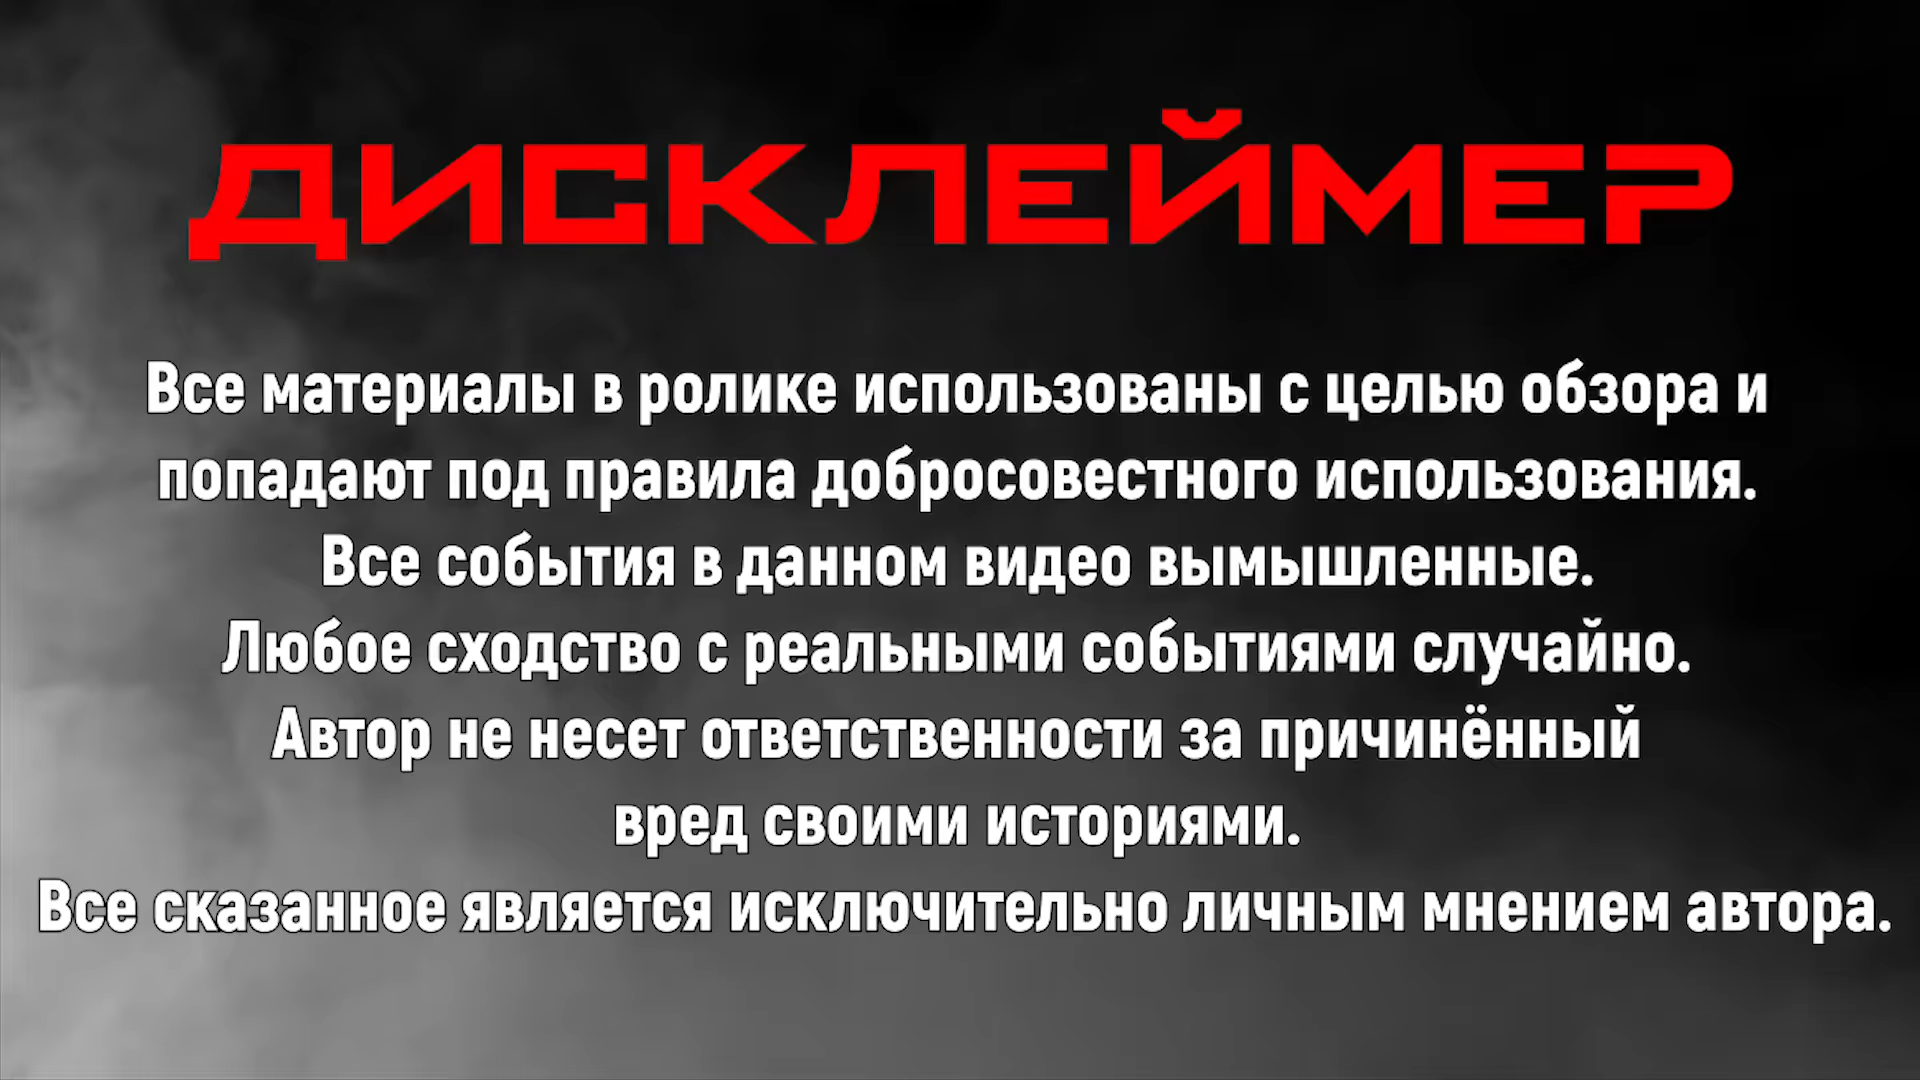 ДИСКЛЕЙМЕР
Все материалы в ролике использованы с целью обзора и
попадают под правила добросовестного использования.
Все события в данном видео вымышленные.
Любое сходство с реальными событиями случайно.
Автор не несет ответственности за причинённый
вред своими историями.
Все сказанное является исключительно личным мнением автора.